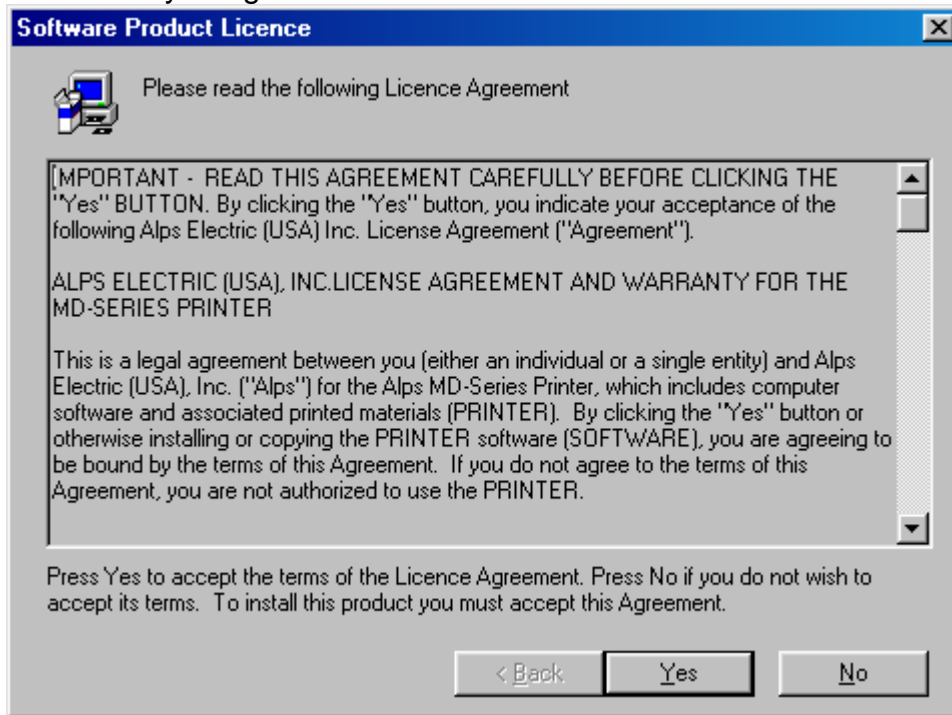 Software Product Licence
Please read the following Licence Agreement
[MPORTANT - READ THIS AGREEMENT CAREFULLY BEFORE CLICKING THE
"Yes" BUTTON. By clicking the "Yes" button, you indicate your acceptance of the
following Alps Electric (USA) Inc. License Agreement ("Agreement").
ALPS ELECTRIC (USA), INC.LICENSE AGREEMENT AND WARRANTY FOR THE
MD-SERIES PRINTER
This is a legal agreement between you (either an individual or a single entity) and Alps
Electric (USA), Inc. ("Alps") for the Alps MD-Series Printer, which includes computer
software and associated printed materials (PRINTER).  By clicking the "Yes" button or
otherwise installing or copying the PRINTER software (SOFTWARE), you are agreeing to
be bound by the terms of this Agreement.  If you do not agree to the terms of this
Agreement, you are not authorized to use the PRINTER.
Press Yes to accept the terms of the Licence Agreement. Press No if you do not wish to
accept its terms.  To install this product you must accept this Agreement.
< Back
Yes
No